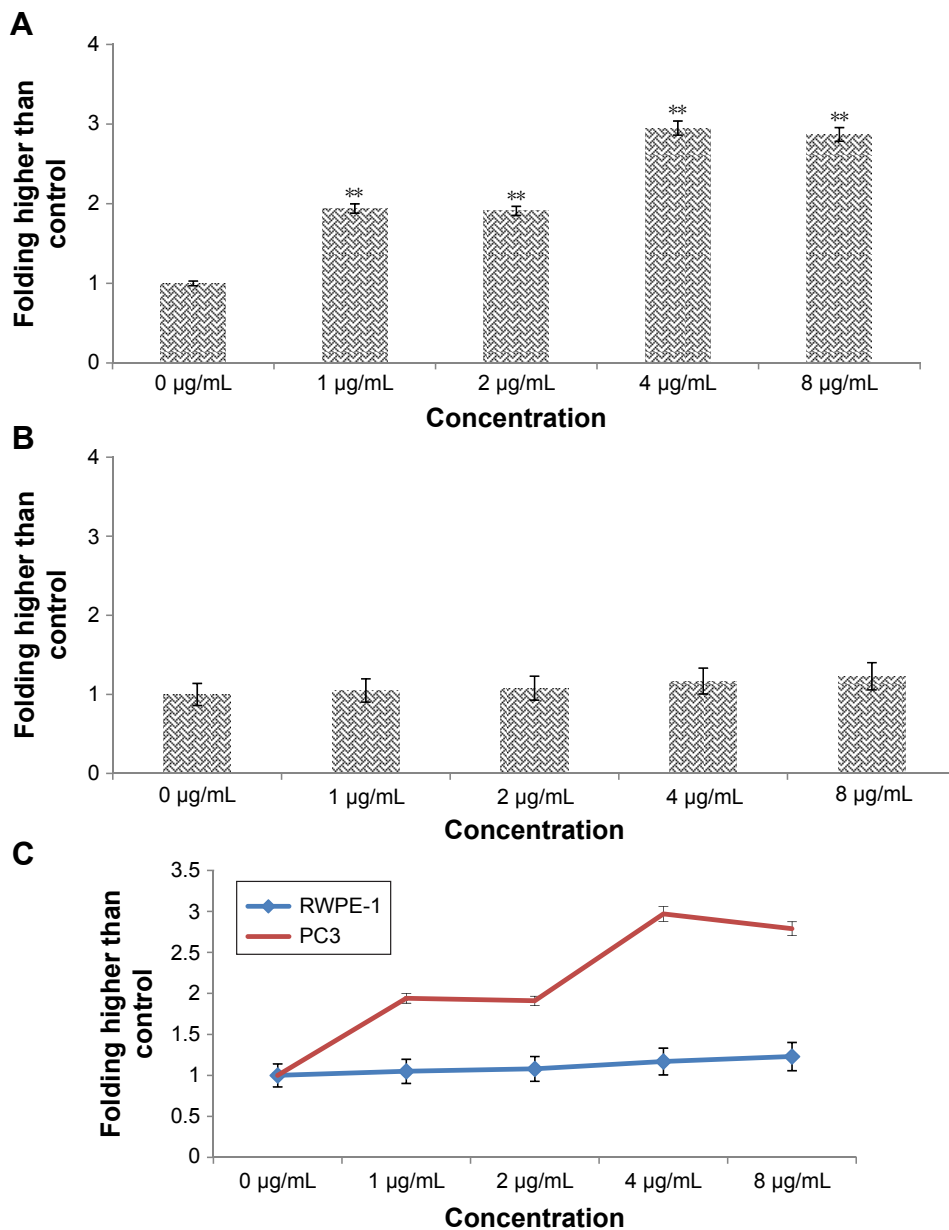 A
Folding higher than
control
4
3
2
1
0
** ** ** **
0 µg/mL 1 µg/mL 2 µg/mL 4 µg/mL 8 µg/mL
Concentration
B
Folding higher than
control
4
3
2
1
0
0 µg/mL 1 µg/mL 2 µg/mL 4 µg/mL 8 µg/mL
Concentration
C
Folding higher than
control
3.5
3
2.5
2
1.5
1
0.5
0
RWPE-1
PC3
0 µg/mL 1 µg/mL 2 µg/mL 4 µg/mL 8 µg/mL
Concentration